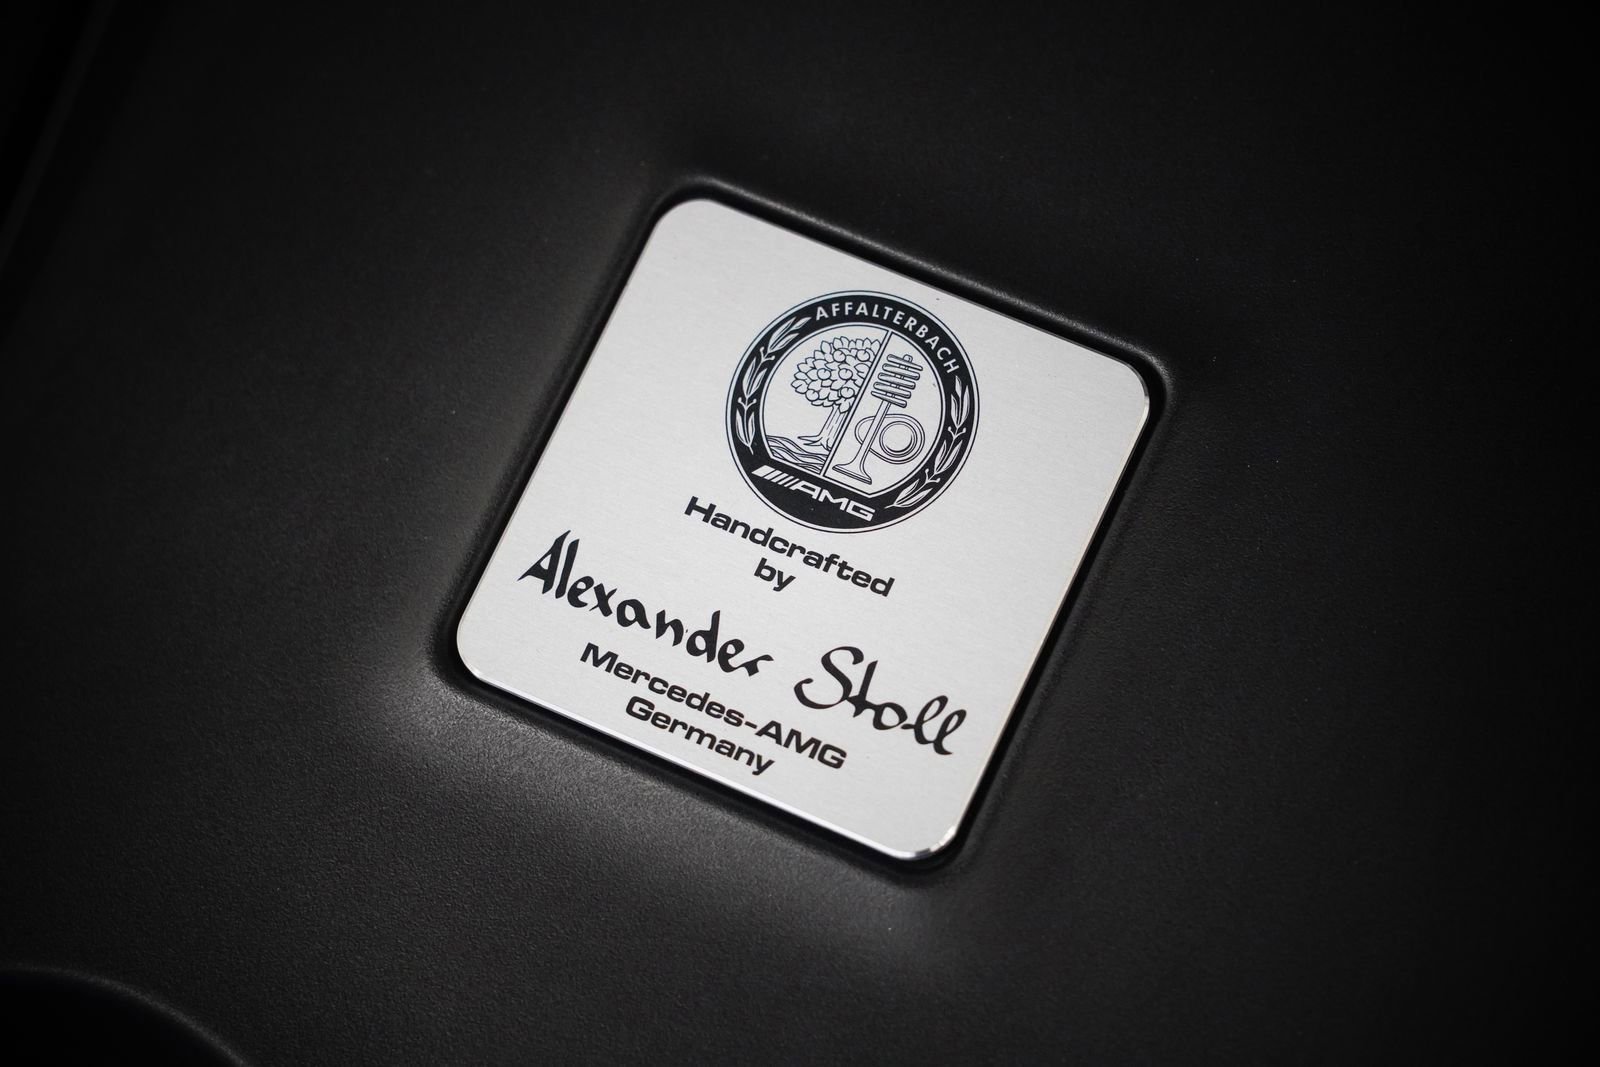 AFFALTERBACH
AMG
Handcrafted
by
Alexander Stoll
Mercedes-AMG
Germany